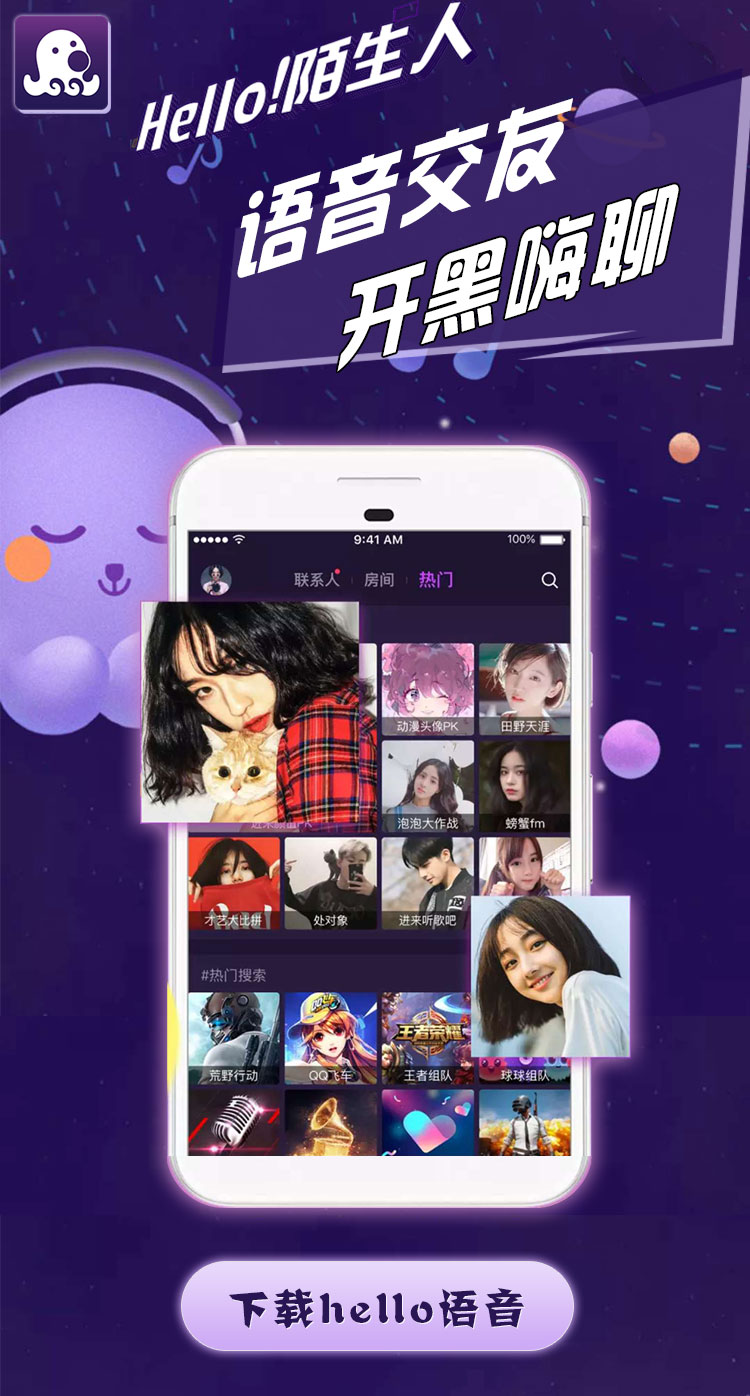 Hello!陌生人
语音交友
开黑嗨聊
9:41 AM
100%
联系人
房间
热门
动漫头像PK
田野天涯
泡泡大作战
螃蟹fm
才艺大比拼
处对象
进来听歌吧
#热门搜索
王者荣耀
荒野行动
QQ飞车
王者组队
球球组队
下载hello语音